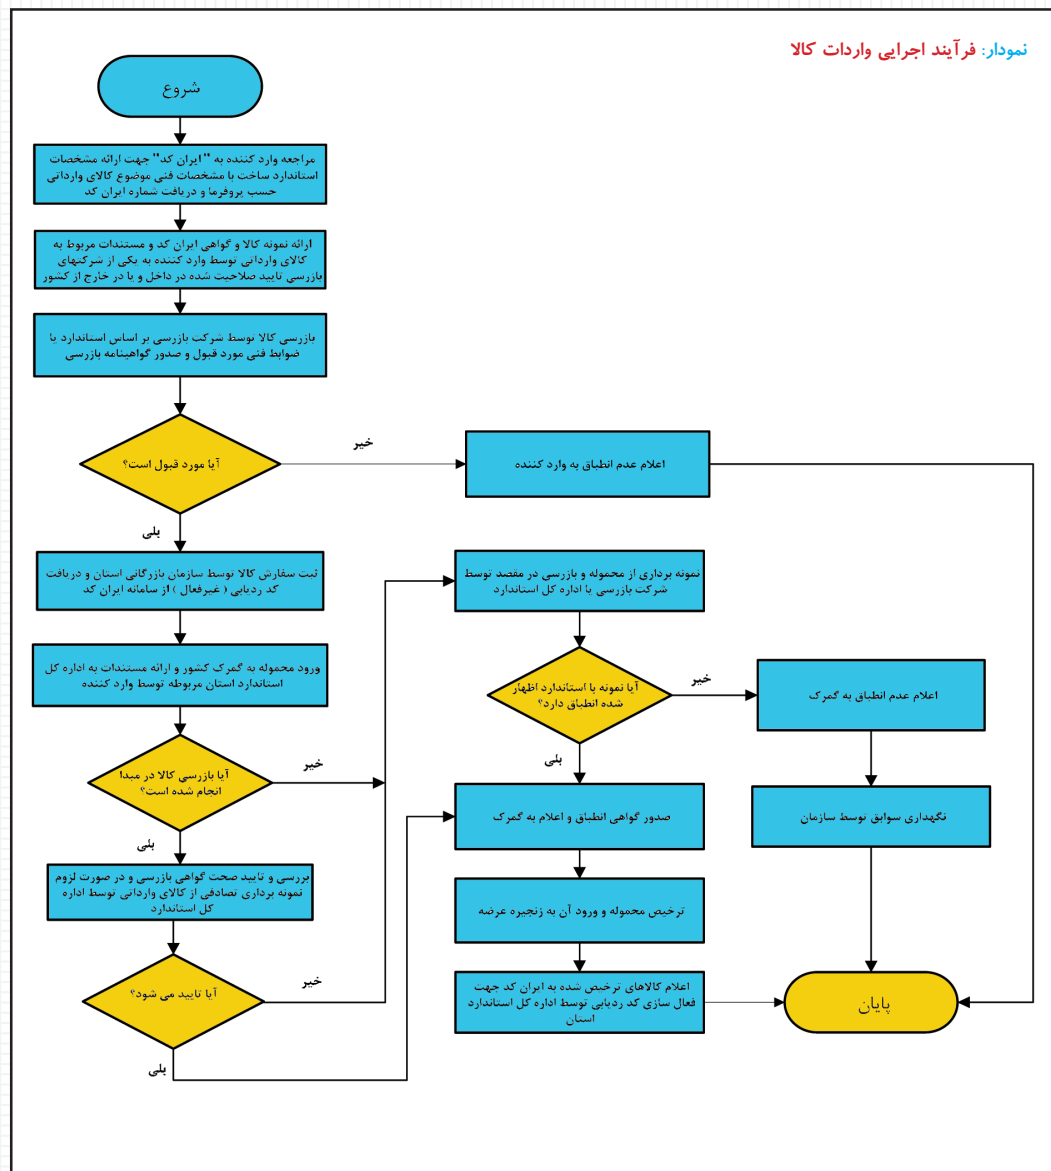 نمودار: فرآیند اجرایی واردات کالا
شروع
مراجعه وارد کننده به "ایران کد" جهت ارائه مشخصات
استاندارد ساخت یا مشخصات فنی موضوع کالای وارداتی
حسب پروفرما و دریافت شماره ایران کد
ارائه نمونه کالا و گواهی ایران کد و مستندات مربوط به
کالای وارداتی توسط وارد کننده به یکی از شرکتهای
بازرسی تایید صلاحیت شده در داخل و یا در خارج از کشور
بازرسی کالا توسط شرکت بازرسی بر اساس استاندارد یا
ضوابط فنی مورد قبول و صدور گواهینامه بازرسی
آیا مورد قبول است؟
خیر
اعلام عدم انطباق به وارد کننده
بلی
ثبت سفارش کالا توسط سازمان بازرگانی استان و دریافت
کد ردیابی ( غیرفعال ) از سامانه ایران کد
ورود محموله به گمرک کشور و ارائه مستندات به اداره کل
استاندارد استان مربوطه توسط وارد کننده
آیا بازرسی کالا در مبدا
انجام شده است؟
خیر
بلی
بررسی و تایید صحت گواهی بازرسی و در صورت لزوم
نمونه برداری تصادفی از کالای وارداتی توسط اداره
کل استاندارد
آیا تایید می شود؟
خیر
بلی
نمونه برداری از محموله و بازرسی در مقصد توسط
شرکت بازرسی یا اداره کل استاندارد
آیا نمونه با استاندارد اظهار
شده انطباق دارد؟
خیر
بلی
اعلام عدم انطباق به گمرک
نگهداری سوابق توسط سازمان
صدور گواهی انطباق و اعلام به گمرک
ترخیص محموله و ورود آن به زنجیره عرضه
اعلام کالاهای ترخیص شده به ایران کد جهت
فعال سازی کد ردیابی توسط اداره کل استاندارد
استان
پایان